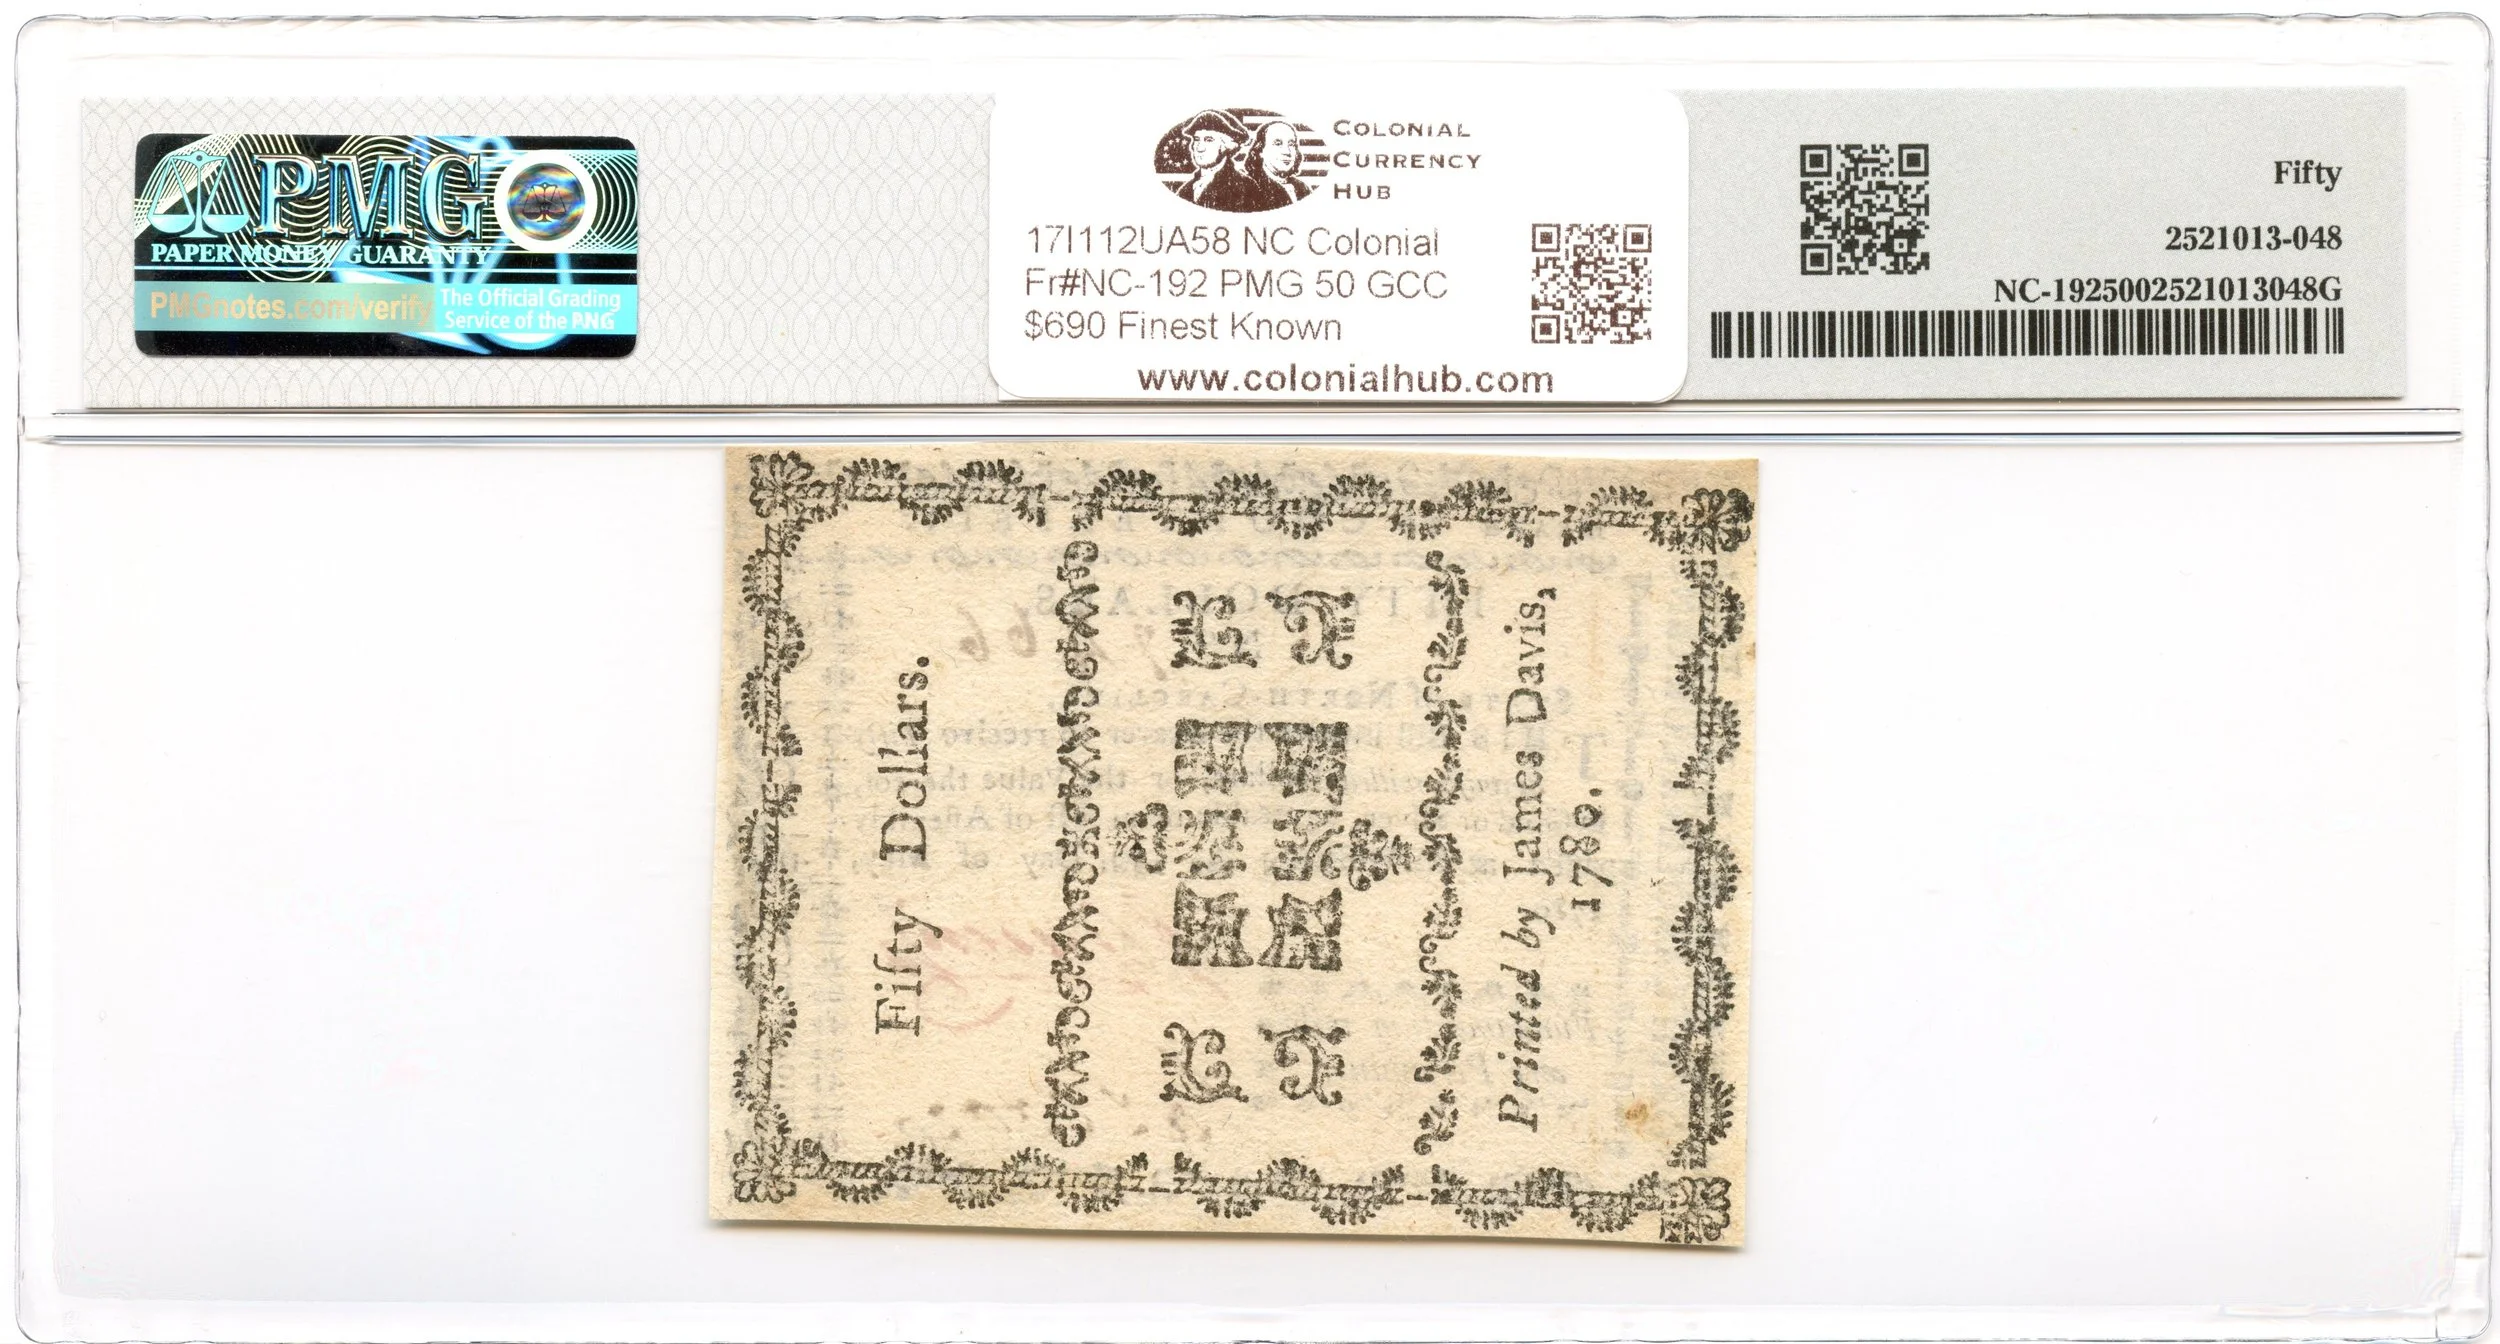 PMG
PAPER MONEY GUARANTY
PMGnotes.com/verify
The Official Grading
Service of the PNG
COLONIAL
CURRENCY
HUB
17I112UA58 NC Colonial
Fr#NC-192 PMG 50 GCC
$690 Finest Known
www.colonialhub.com
Fifty
2521013-048
NC-1925002521013048G
Fiſty Dollars.
Printed by James Davis,
1780.